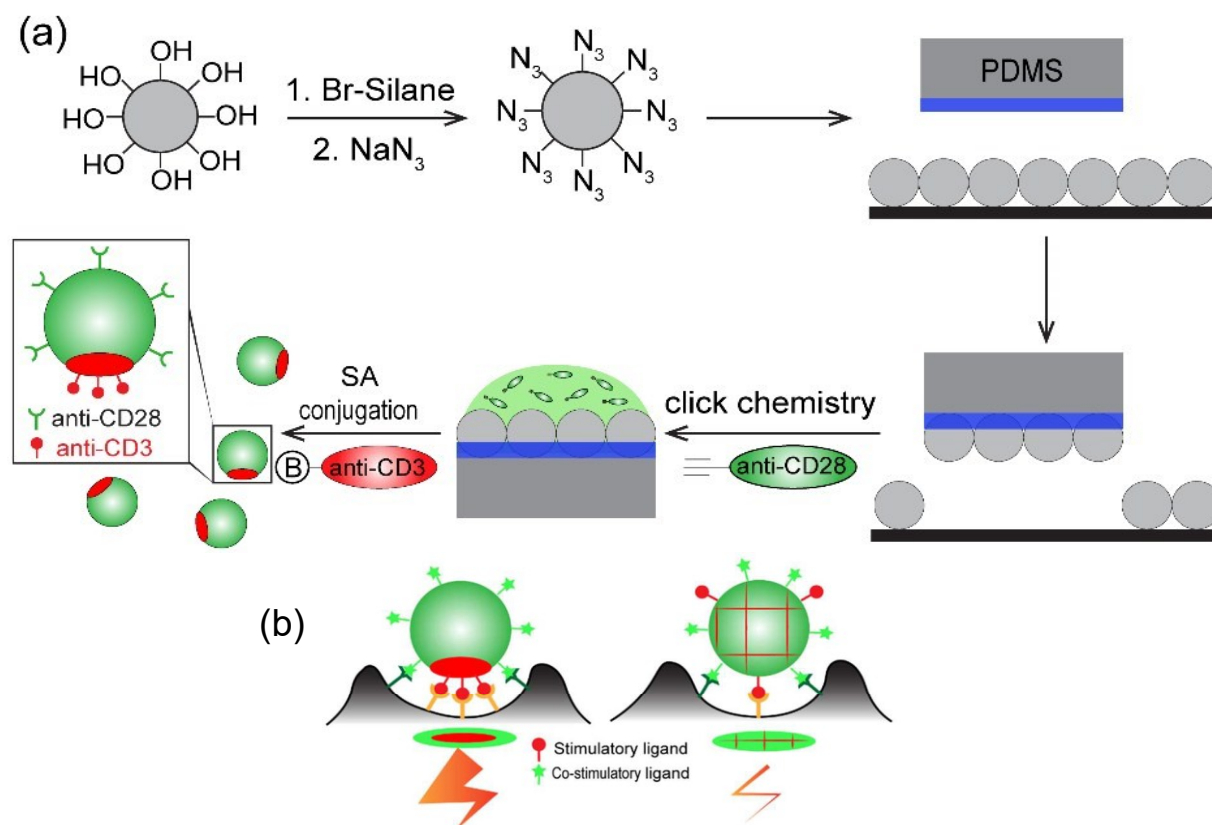 (a)
OH
OH
HO
OH
HO
OH
HO
OH
1. Br-Silane
2. NaN3
N3
N3
N3
N3
N3
N3
N3
N3
PDMS
anti-CD28
anti-CD3
SA
conjugation
B
anti-CD3
click chemistry
anti-CD28
(b)
Stimulatory ligand
Co-stimulatory ligand